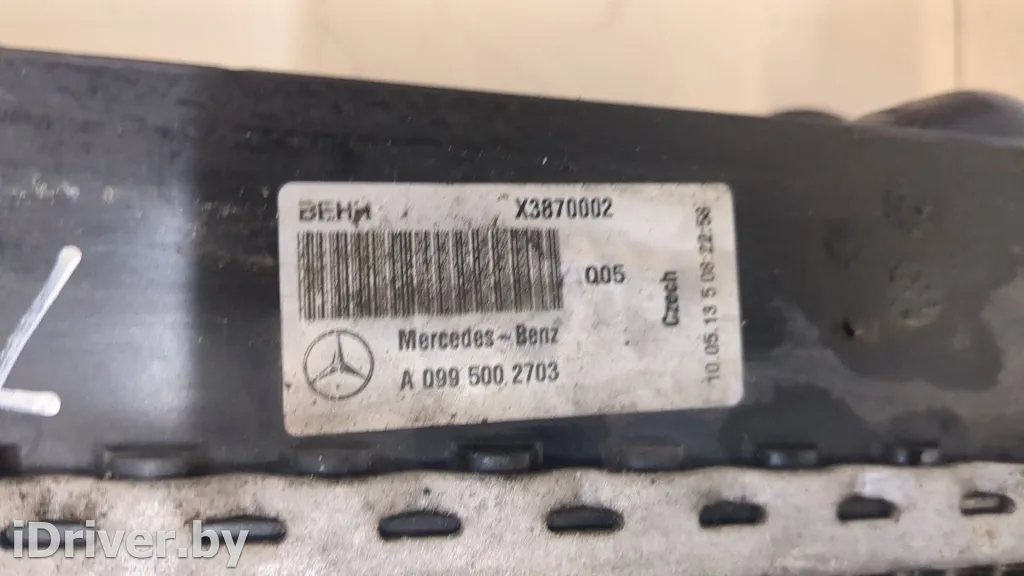 BEHR X3870002
Q05
Czech
10.05.13 5 08:22:58
Mercedes-Benz
A 099 500 2703
iDriver.by